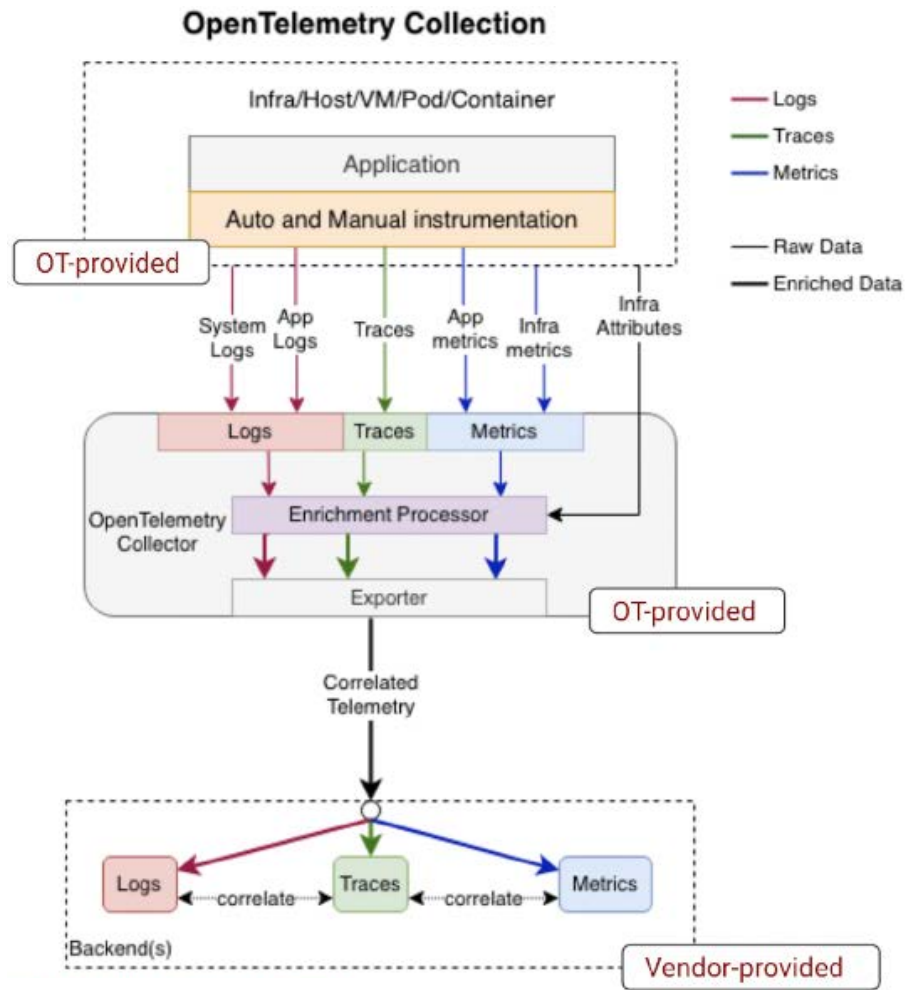 OpenTelemetry Collection
Infra/Host/VM/Pod/Container
Application
Auto and Manual instrumentation
OT-provided
Logs
Traces
Metrics
Raw Data
Enriched Data
System
Logs
App
Logs
Traces
App
metrics
Infra
metrics
Infra
Attributes
Logs
Traces
Metrics
OpenTelemetry
Collector
Enrichment Processor
Exporter
OT-provided
Correlated
Telemetry
Logs
correlate
Traces
correlate
Metrics
Backend(s)
Vendor-provided